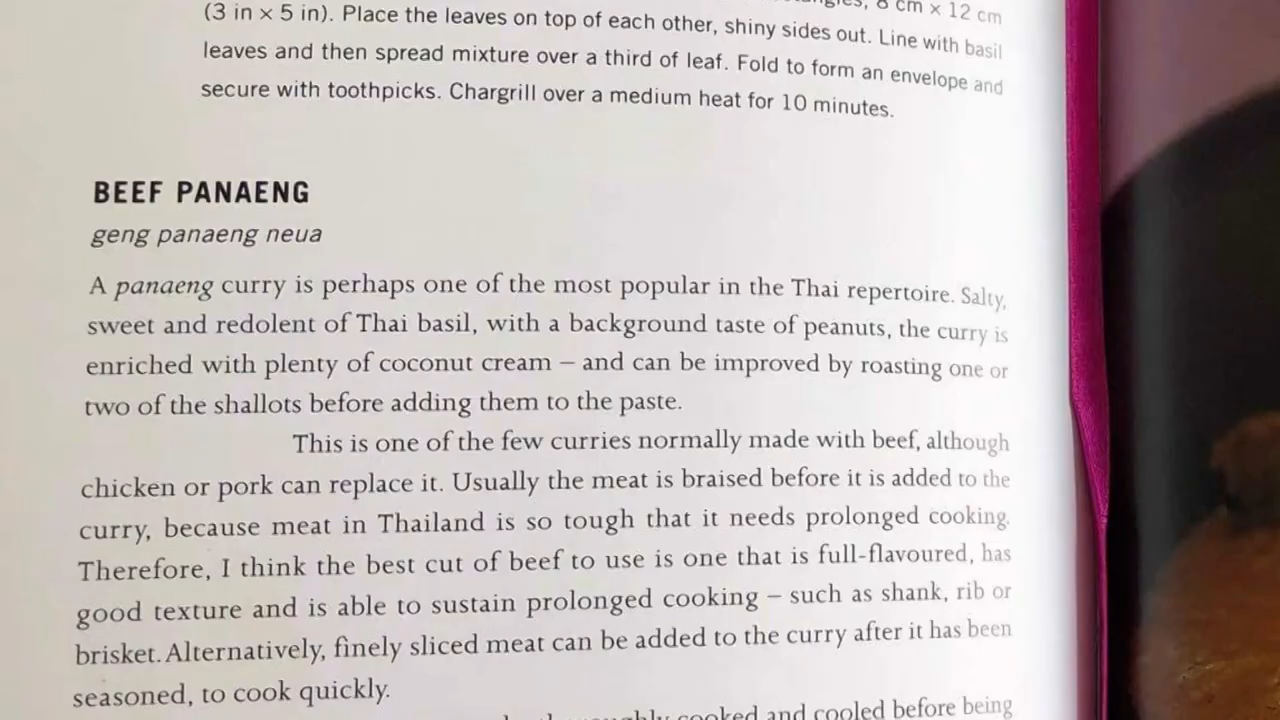 8 cm × 12 cm
(3 in × 5 in). Place the leaves on top of each other, shiny sides out. Line with basil
leaves and then spread mixture over a third of leaf. Fold to form an envelope and
secure with toothpicks. Chargrill over a medium heat for 10 minutes.
BEEF PANAENG
geng panaeng neua
A panaeng curry is perhaps one of the most popular in the Thai repertoire. Salty,
sweet and redolent of Thai basil, with a background taste of peanuts, the curry is
enriched with plenty of coconut cream – and can be improved by roasting one or
two of the shallots before adding them to the paste.
This is one of the few curries normally made with beef, although
chicken or pork can replace it. Usually the meat is braised before it is added to the
curry, because meat in Thailand is so tough that it needs prolonged cooking.
Therefore, I think the best cut of beef to use is one that is full-flavoured, has
good texture and is able to sustain prolonged cooking – such as shank, rib or
brisket. Alternatively, finely sliced meat can be added to the curry after it has been
seasoned, to cook quickly.
cooked and cooled before being